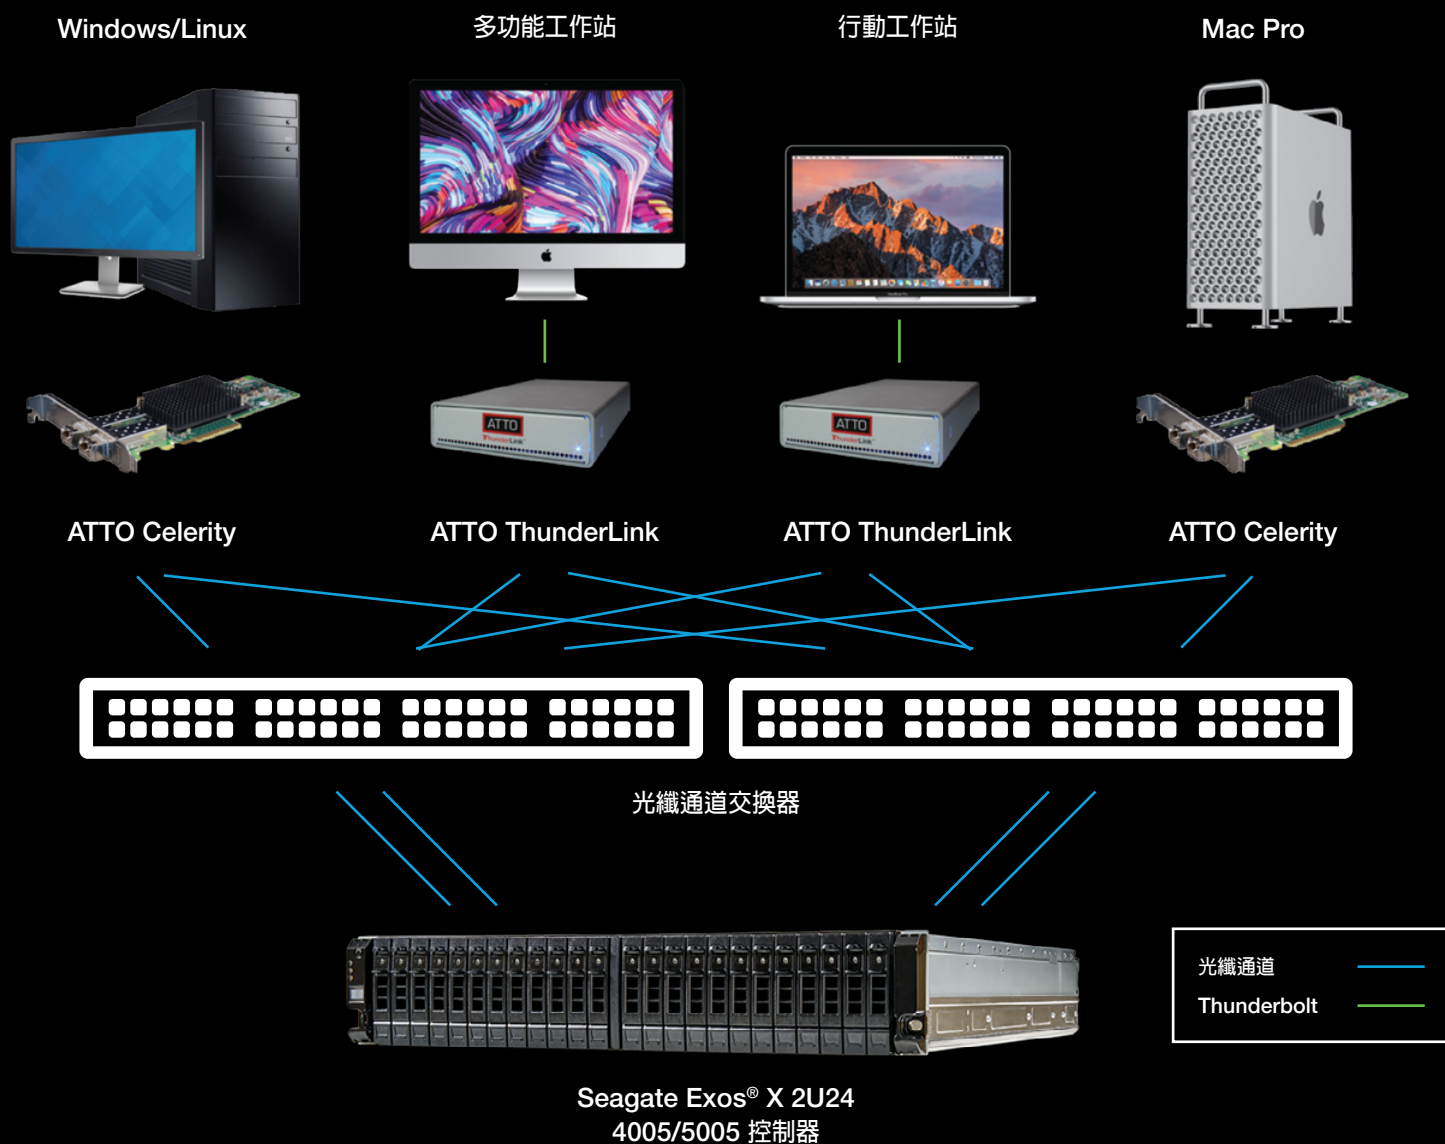 Windows/Linux
多功能工作站
行動工作站
Mac Pro
ATTO
ThunderLink
ATTO
ThunderLink
ATTO Celerity
ATTO ThunderLink
ATTO ThunderLink
ATTO Celerity
光纖通道交換器
光纖通道
Thunderbolt
Seagate Exos® X 2U24
4005/5005 控制器